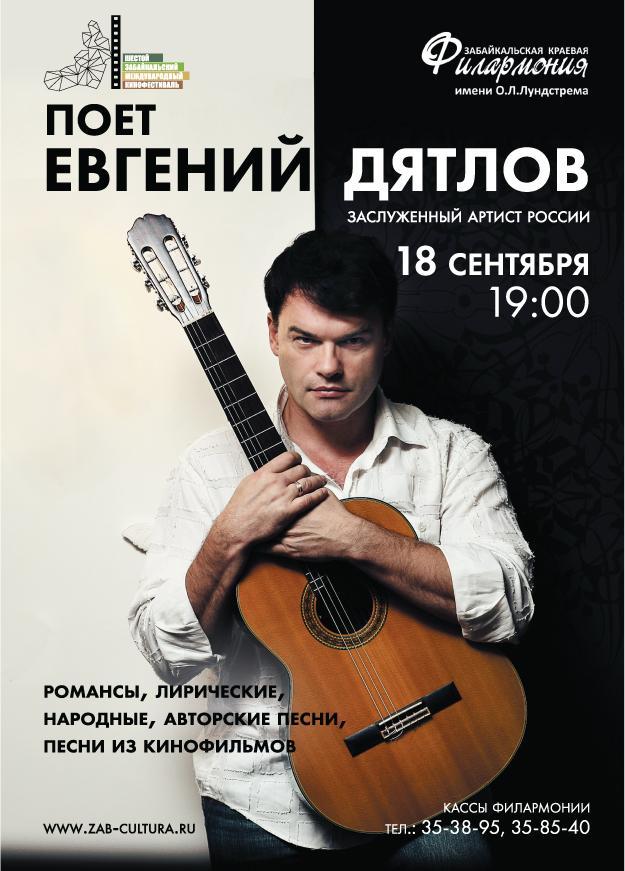 ШЕСТОЙ
ЗАБАЙКАЛЬСКИЙ
МЕЖДУНАРОДНЫЙ
КИНОФЕСТИВАЛЬ
ЗАБАЙКАЛЬСКАЯ КРАЕВАЯ
Филармония
имени О.Л.Лундстрема
ПОЕТ
ЕВГЕНИЙ ДЯТЛОВ
ЗАСЛУЖЕННЫЙ АРТИСТ РОССИИ
18 СЕНТЯБРЯ
19:00
РОМАНСЫ, ЛИРИЧЕСКИЕ,
НАРОДНЫЕ, АВТОРСКИЕ ПЕСНИ,
ПЕСНИ ИЗ КИНОФИЛЬМОВ
КАССЫ ФИЛАРМОНИИ
WWW.ZAB-CULTURA.RU ТЕЛ.: 35-38-95, 35-85-40